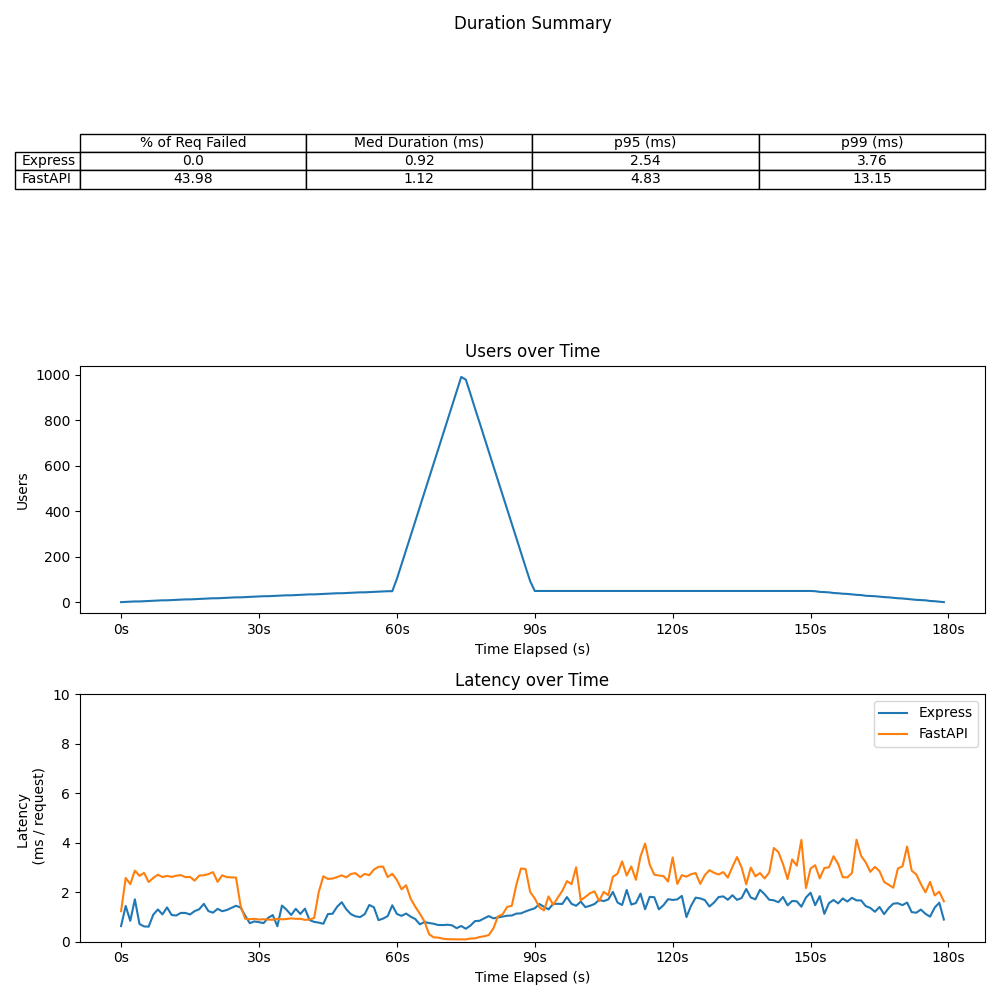 Duration Summary
% of Req Failed Med Duration (ms) p95 (ms) p99 (ms)
Express 0.0 0.92 2.54 3.76
FastAPI 43.98 1.12 4.83 13.15
Users over Time
1000
800
600
400
200
0
Users
0s 30s 60s 90s 120s 150s 180s
Time Elapsed (s)
Latency over Time
10
8
6
4
2
0
Latency
(ms / request)
Express
FastAPI
0s 30s 60s 90s 120s 150s 180s
Time Elapsed (s)